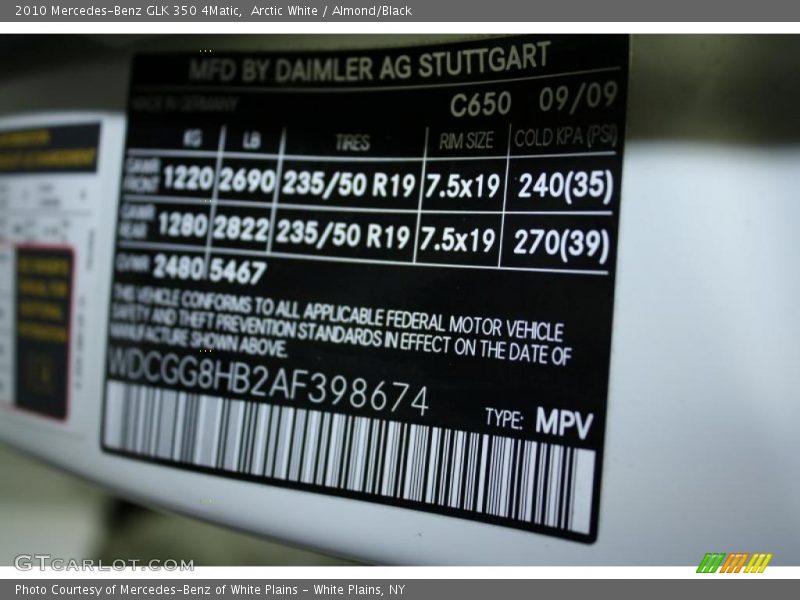 2010 Mercedes-Benz GLK 350 4Matic, Arctic White / Almond/Black
MFD BY DAIMLER AG STUTTGART
MADE IN GERMANY C650 09/09
KG LB TIRES RIM SIZE COLD KPA (PSI)
GAWR FRONT 1220 2690 235/50 R19 7.5x19 240(35)
GAWR REAR 1280 2822 235/50 R19 7.5x19 270(39)
GVWR 2480 5467
THIS VEHICLE CONFORMS TO ALL APPLICABLE FEDERAL MOTOR VEHICLE
SAFETY AND THEFT PREVENTION STANDARDS IN EFFECT ON THE DATE OF
MANUFACTURE SHOWN ABOVE.
WDCGG8HB2AF398674
TYPE: MPV
GTCARLOT.COM
Photo Courtesy of Mercedes-Benz of White Plains - White Plains, NY